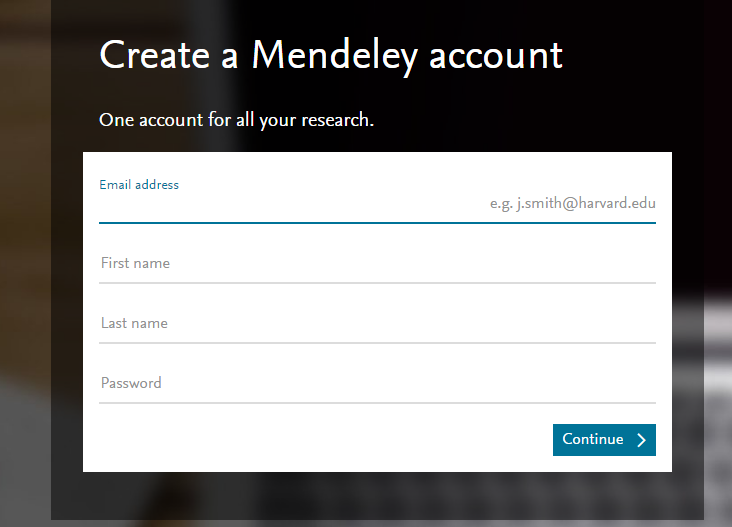 Create a Mendeley account
One account for all your research.
Email address
e.g. j.smith@harvard.edu
First name
Last name
Password
Continue